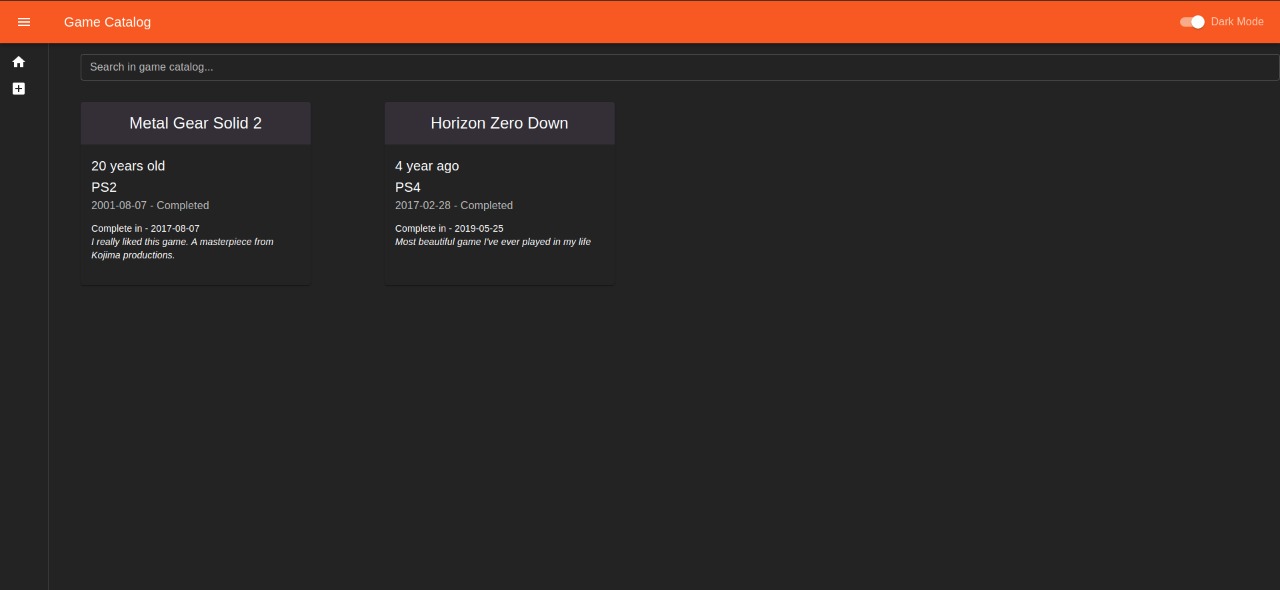 Game Catalog
Dark Mode
Search in game catalog...
Metal Gear Solid 2
20 years old
PS2
2001-08-07 - Completed
Complete in - 2017-08-07
I really liked this game. A masterpiece from
Kojima productions.
Horizon Zero Down
4 year ago
PS4
2017-02-28 - Completed
Complete in - 2019-05-25
Most beautiful game I've ever played in my life